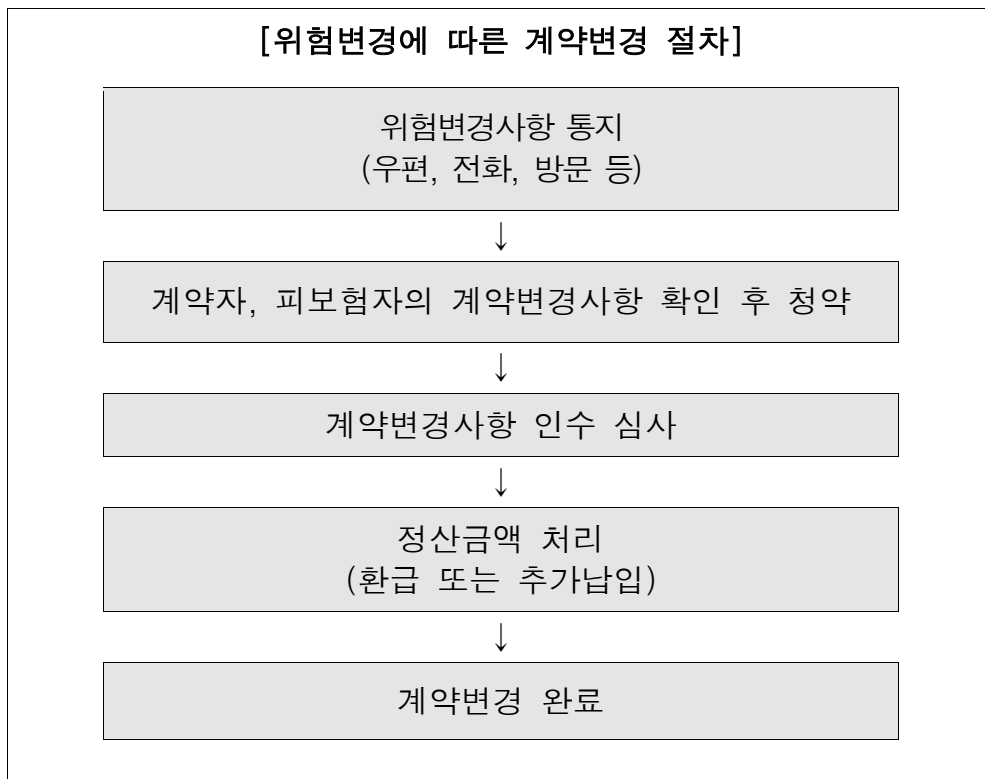 [위험변경에 따른 계약변경 절차]
위험변경사항 통지
(우편, 전화, 방문 등)
↓
계약자, 피보험자의 계약변경사항 확인 후 청약
↓
계약변경사항 인수 심사
↓
정산금액 처리
(환급 또는 추가납입)
↓
계약변경 완료